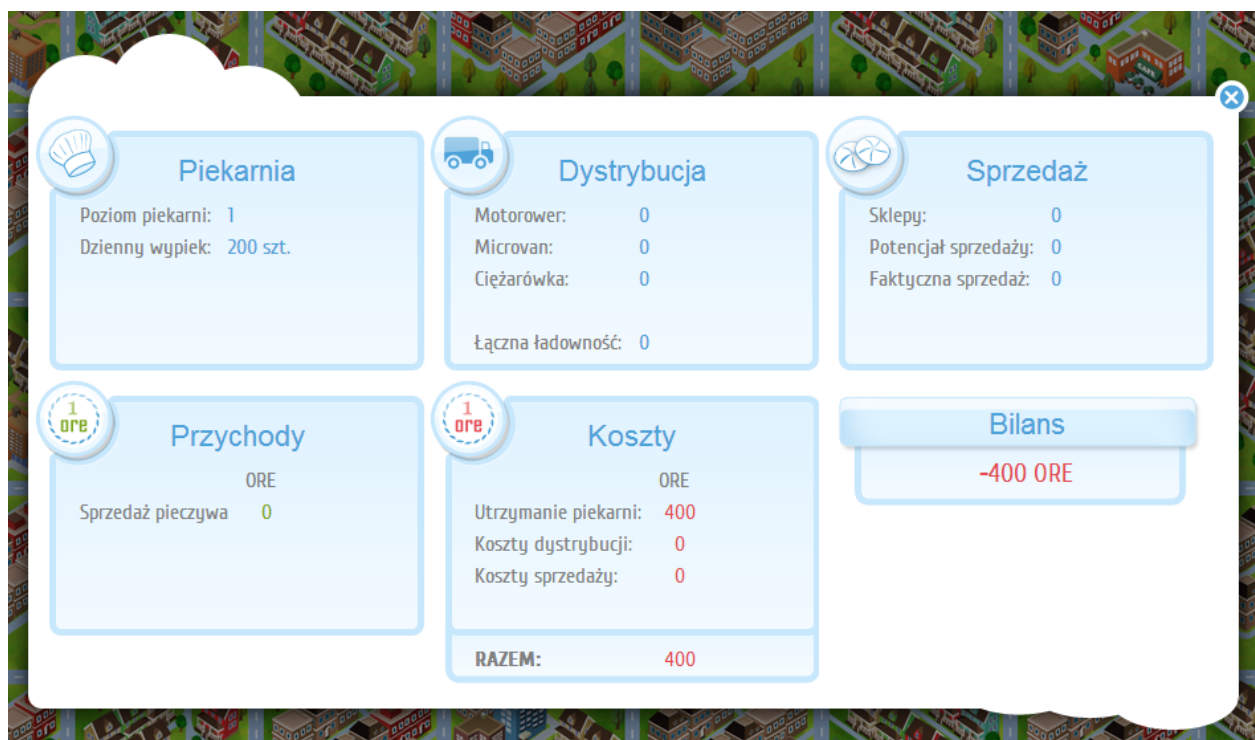 CAFE
Piekarnia
Poziom piekarni: 1
Dzienny wypiek: 200 szt.
Dystrybucja
Motorower: 0
Microvan: 0
Ciężarówka: 0
Łączna ładowność: 0
Sprzedaż
Sklepy: 0
Potencjał sprzedaży: 0
Faktyczna sprzedaż: 0
1
ore
Przychody
ORE
Sprzedaż pieczywa 0
1
ore
Koszty
ORE
Utrzymanie piekarni: 400
Koszty dystrybucji: 0
Koszty sprzedaży: 0
RAZEM: 400
Bilans
-400 ORE